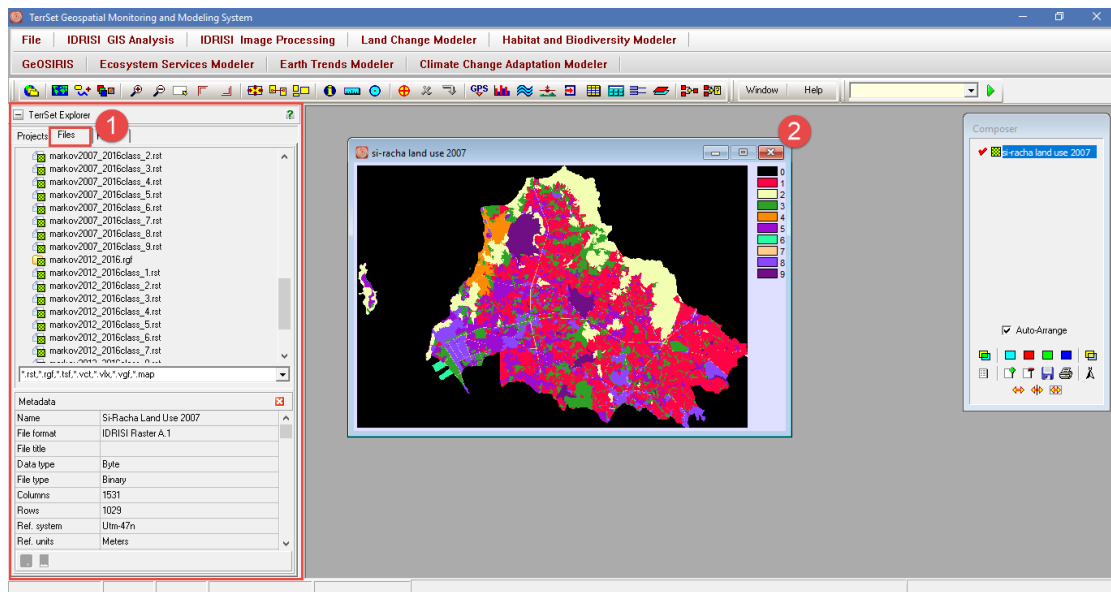 TerrSet Geospatial Monitoring and Modeling System
File IDRISI GIS Analysis IDRISI Image Processing Land Change Modeler Habitat and Biodiversity Modeler
GeOSIRIS Ecosystem Services Modeler Earth Trends Modeler Climate Change Adaptation Modeler
GPS Window Help
TerrSet Explorer ?
1
Projects Files
markov2007_2016class_2.rst
markov2007_2016class_3.rst
markov2007_2016class_4.rst
markov2007_2016class_5.rst
markov2007_2016class_6.rst
markov2007_2016class_7.rst
markov2007_2016class_8.rst
markov2007_2016class_9.rst
markov2012_2016.rgf
markov2012_2016class_1.rst
markov2012_2016class_2.rst
markov2012_2016class_3.rst
markov2012_2016class_4.rst
markov2012_2016class_5.rst
markov2012_2016class_6.rst
markov2012_2016class_7.rst
*.rst,*.rgf,*.tsf,*.vct,*.vlx,*.vgf,*.map
Metadata
Name Si-Racha Land Use 2007
File format IDRISI Raster A.1
File title
Data type Byte
File type Binary
Columns 1531
Rows 1029
Ref. system Utm-47n
Ref. units Meters
2
si-racha land use 2007
0
1
2
3
4
5
6
7
8
9
Composer
si-racha land use 2007
Auto-Arrange